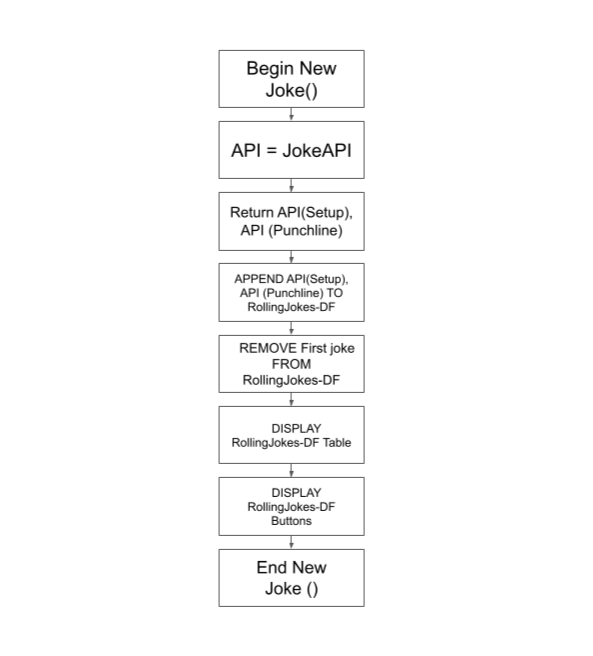 Begin New
Joke()
API = JokeAPI
Return API(Setup),
API (Punchline)
APPEND API(Setup),
API (Punchline) TO
RollingJokes-DF
REMOVE First joke
FROM
RollingJokes-DF
DISPLAY
RollingJokes-DF Table
DISPLAY
RollingJokes-DF
Buttons
End New
Joke ()